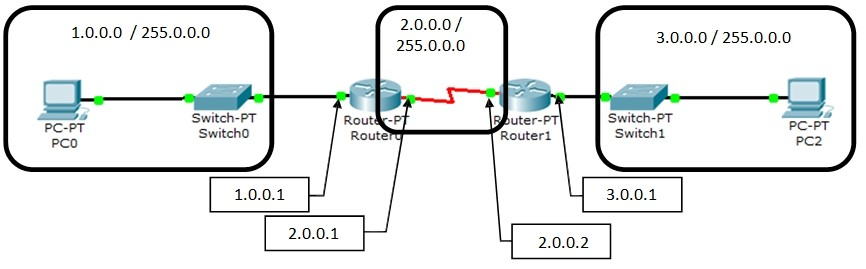 1.0.0.0 / 255.0.0.0
2.0.0.0 /
255.0.0.0
3.0.0.0 / 255.0.0.0
PC-PT
PC0
Switch-PT
Switch0
Router-PT
Router0
Router-PT
Router1
Switch-PT
Switch1
PC-PT
PC2
1.0.0.1
2.0.0.1
2.0.0.2
3.0.0.1